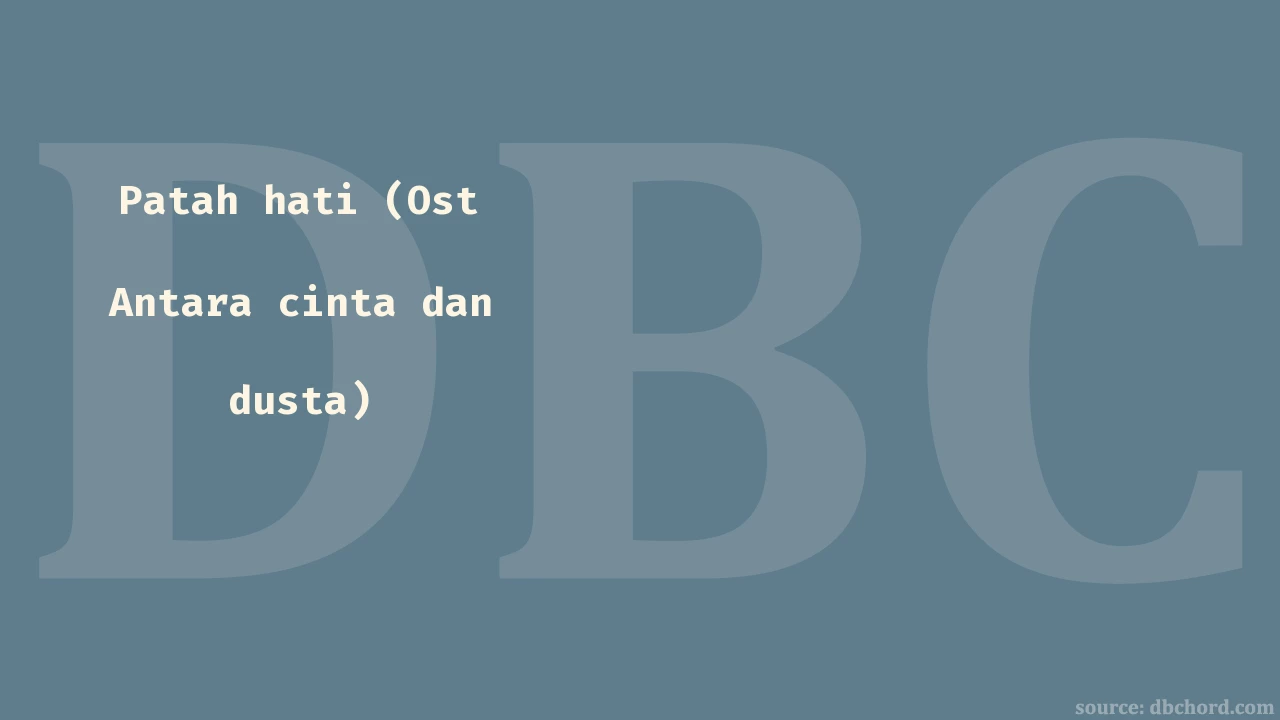 DBC
Patah hati (Ost
Antara cinta dan
dusta)
source: dbchord.com